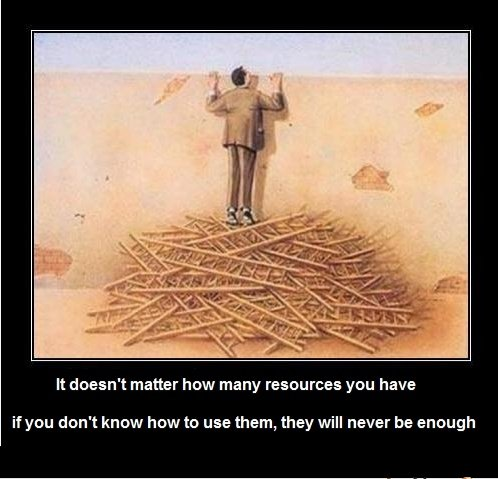 It doesn't matter how many resources you have
if you don't know how to use them, they will never be enough